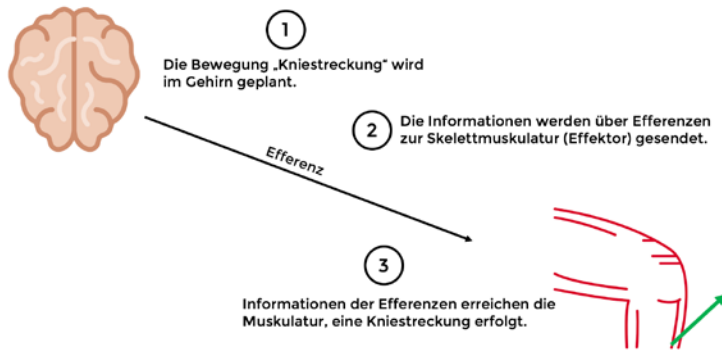 1
Die Bewegung „Kniestreckung“ wird
im Gehirn geplant.
2
Die Informationen werden über Efferenzen
zur Skelettmuskulatur (Effektor) gesendet.
Efferenz
3
Informationen der Efferenzen erreichen die
Muskulatur, eine Kniestreckung erfolgt.